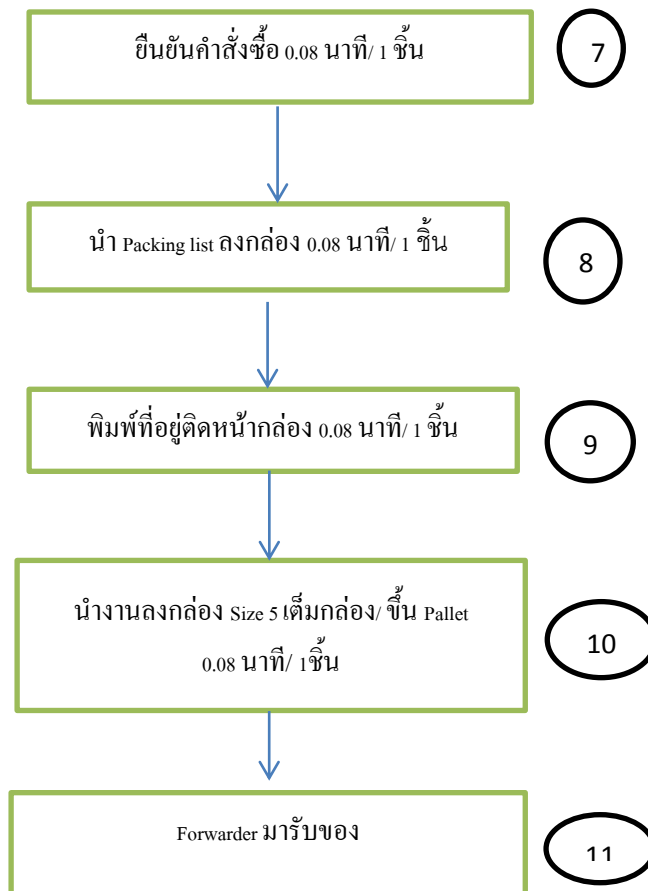 ยืนยันคำสั่งซื้อ 0.08 นาที/ 1 ชิ้น
7
นำ Packing list ลงกล่อง 0.08 นาที/ 1 ชิ้น
8
พิมพ์ที่อยู่ติดหน้ากล่อง 0.08 นาที/ 1 ชิ้น
9
นำงานลงกล่อง Size 5 เต็มกล่อง/ ขึ้น Pallet
0.08 นาที/ 1ชิ้น
10
Forwarder มารับของ
11